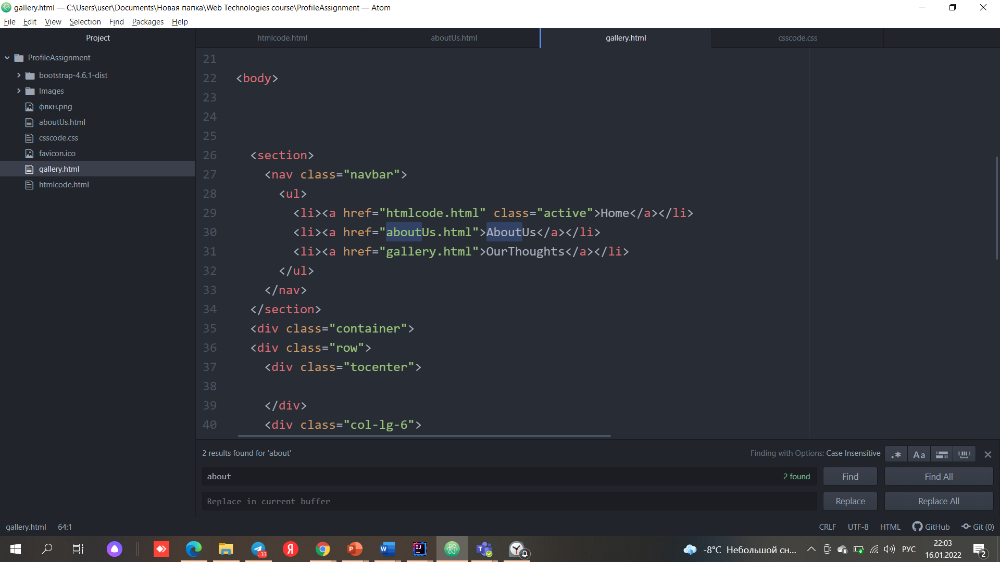 gallery.html — C:\Users\user\Documents\Новая папка\Web Technologies course\ProfileAssignment — Atom
File Edit View Selection Find Packages Help
Project
htmlcode.html aboutUs.html gallery.html csscode.css
ProfileAssignment
bootstrap-4.6.1-dist
Images
фвкн.png
aboutUs.html
csscode.css
favicon.ico
gallery.html
htmlcode.html
21
22 <body>
23
24
25
26 <section>
27 <nav class="navbar">
28 <ul>
29 <li><a href="htmlcode.html" class="active">Home</a></li>
30 <li><a href="aboutUs.html">AboutUs</a></li>
31 <li><a href="gallery.html">OurThoughts</a></li>
32 </ul>
33 </nav>
34 </section>
35 <div class="container">
36 <div class="row">
37 <div class="tocenter">
38
39 </div>
40 <div class="col-lg-6">
2 results found for 'about' Finding with Options: Case Insensitive .* Aa
about 2 found Find Find All
Replace in current buffer Replace Replace All
gallery.html 64:1 CRLF UTF-8 HTML GitHub Git (0)
33 Я P W IJ -8°C Небольшой сн... РУС 22:03
16.01.2022 2